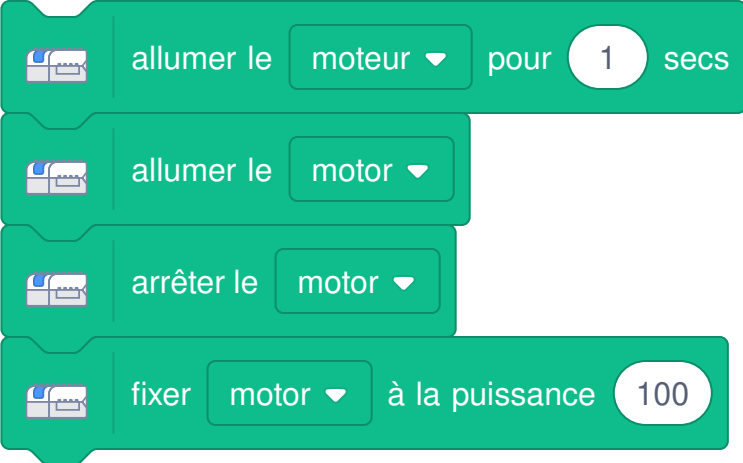 allumer le moteur pour 1 secs
allumer le motor
arrêter le motor
fixer motor à la puissance 100